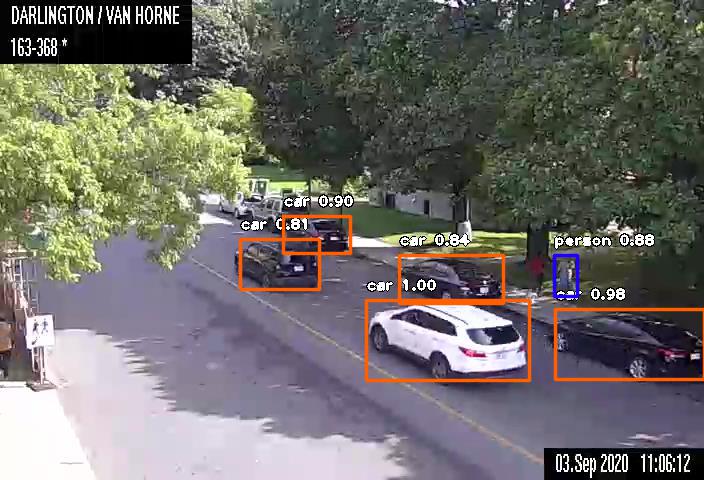 DARLINGTON / VAN HORNE
163-368 *
car 0.90
car 0.81
car 0.84
person 0.88
car 0.98
car 1.00
03.Sep 2020 11:06:12